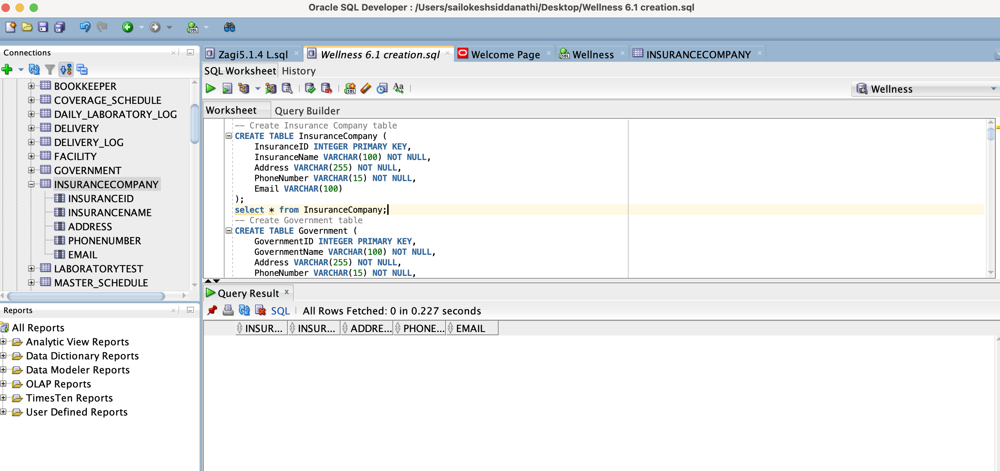 Oracle SQL Developer : /Users/sailokeshsiddanathi/Desktop/Wellness 6.1 creation.sql
Connections
BOOKKEEPER
COVERAGE_SCHEDULE
DAILY_LABORATORY_LOG
DELIVERY
DELIVERY_LOG
FACILITY
GOVERNMENT
INSURANCECOMPANY
INSURANCEID
INSURANCENAME
ADDRESS
PHONENUMBER
EMAIL
LABORATORYTEST
MASTER_SCHEDULE
Reports
All Reports
Analytic View Reports
Data Dictionary Reports
Data Modeler Reports
OLAP Reports
TimesTen Reports
User Defined Reports
Zagi5.1.4 L.sql
Wellness 6.1 creation.sql
Welcome Page
Wellness
INSURANCECOMPANY
SQL Worksheet History
Wellness
Worksheet Query Builder
-- Create Insurance Company table
CREATE TABLE InsuranceCompany (
    InsuranceID INTEGER PRIMARY KEY,
    InsuranceName VARCHAR(100) NOT NULL,
    Address VARCHAR(255) NOT NULL,
    PhoneNumber VARCHAR(15) NOT NULL,
    Email VARCHAR(100)
);
select * from InsuranceCompany;
-- Create Government table
CREATE TABLE Government (
    GovernmentID INTEGER PRIMARY KEY,
    GovernmentName VARCHAR(100) NOT NULL,
    Address VARCHAR(255) NOT NULL,
    PhoneNumber VARCHAR(15) NOT NULL,
Query Result
SQL | All Rows Fetched: 0 in 0.227 seconds
INSUR... INSUR... ADDRE... PHONE... EMAIL